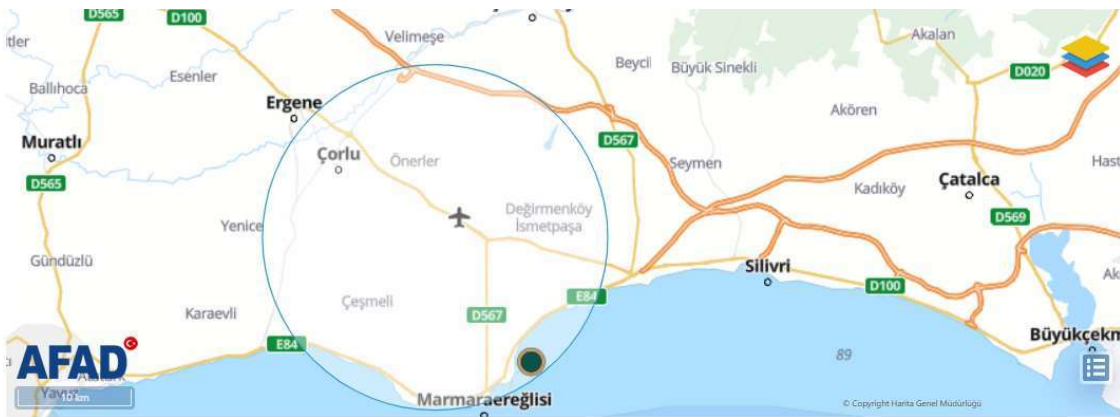 D565
D100
Velimeşe
Akalan
tler
Esenler
Beycil
Büyük Sinekli
D020
Ballıhoca
Ergene
Akören
Muratlı
D567
Çorlu
Önerler
Seymen
Hast
D565
Kadıköy
Çatalca
Yenice
Değirmenköy
İsmetpaşa
D569
Gündüzlü
Silivri
Ak
Çeşmeli
E84
D100
Karaevli
D567
E84
Büyükçekm
AFAD
89
10 km
Marmaraereğlisi
© Copyright Harita Genel Müdürlüğü